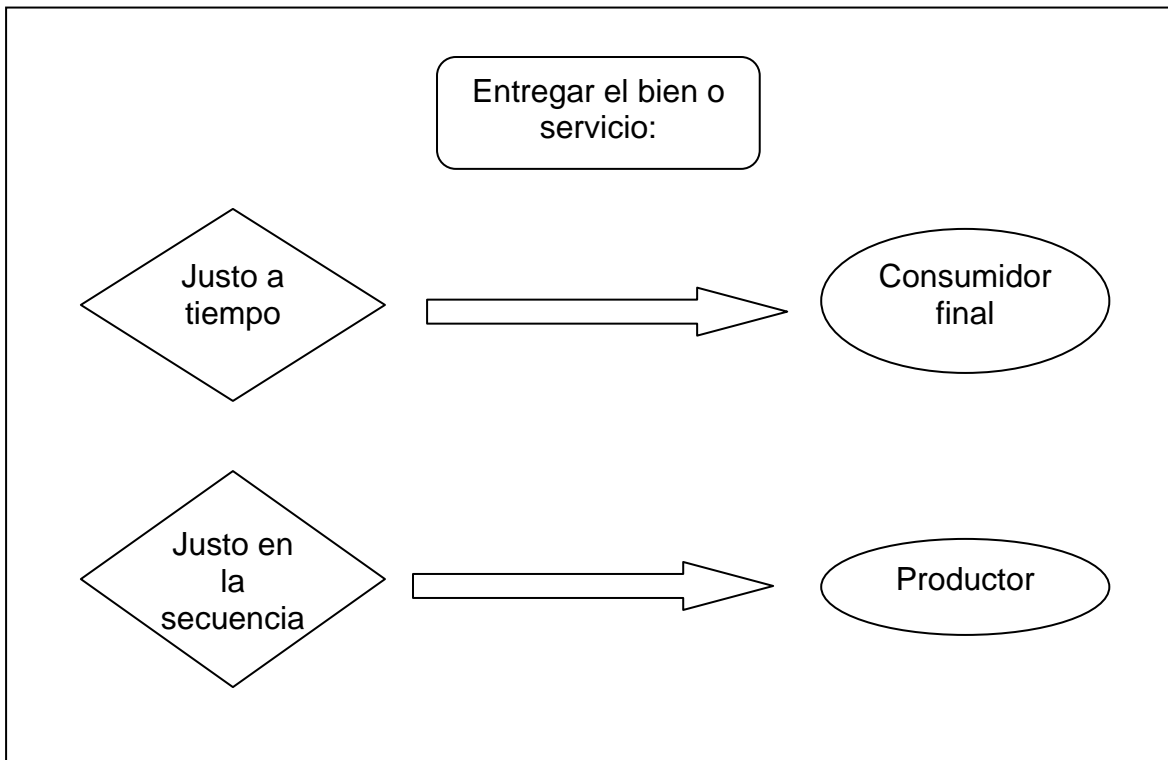 Entregar el bien o
servicio:
Justo a
tiempo
Consumidor
final
Justo en
la
secuencia
Productor